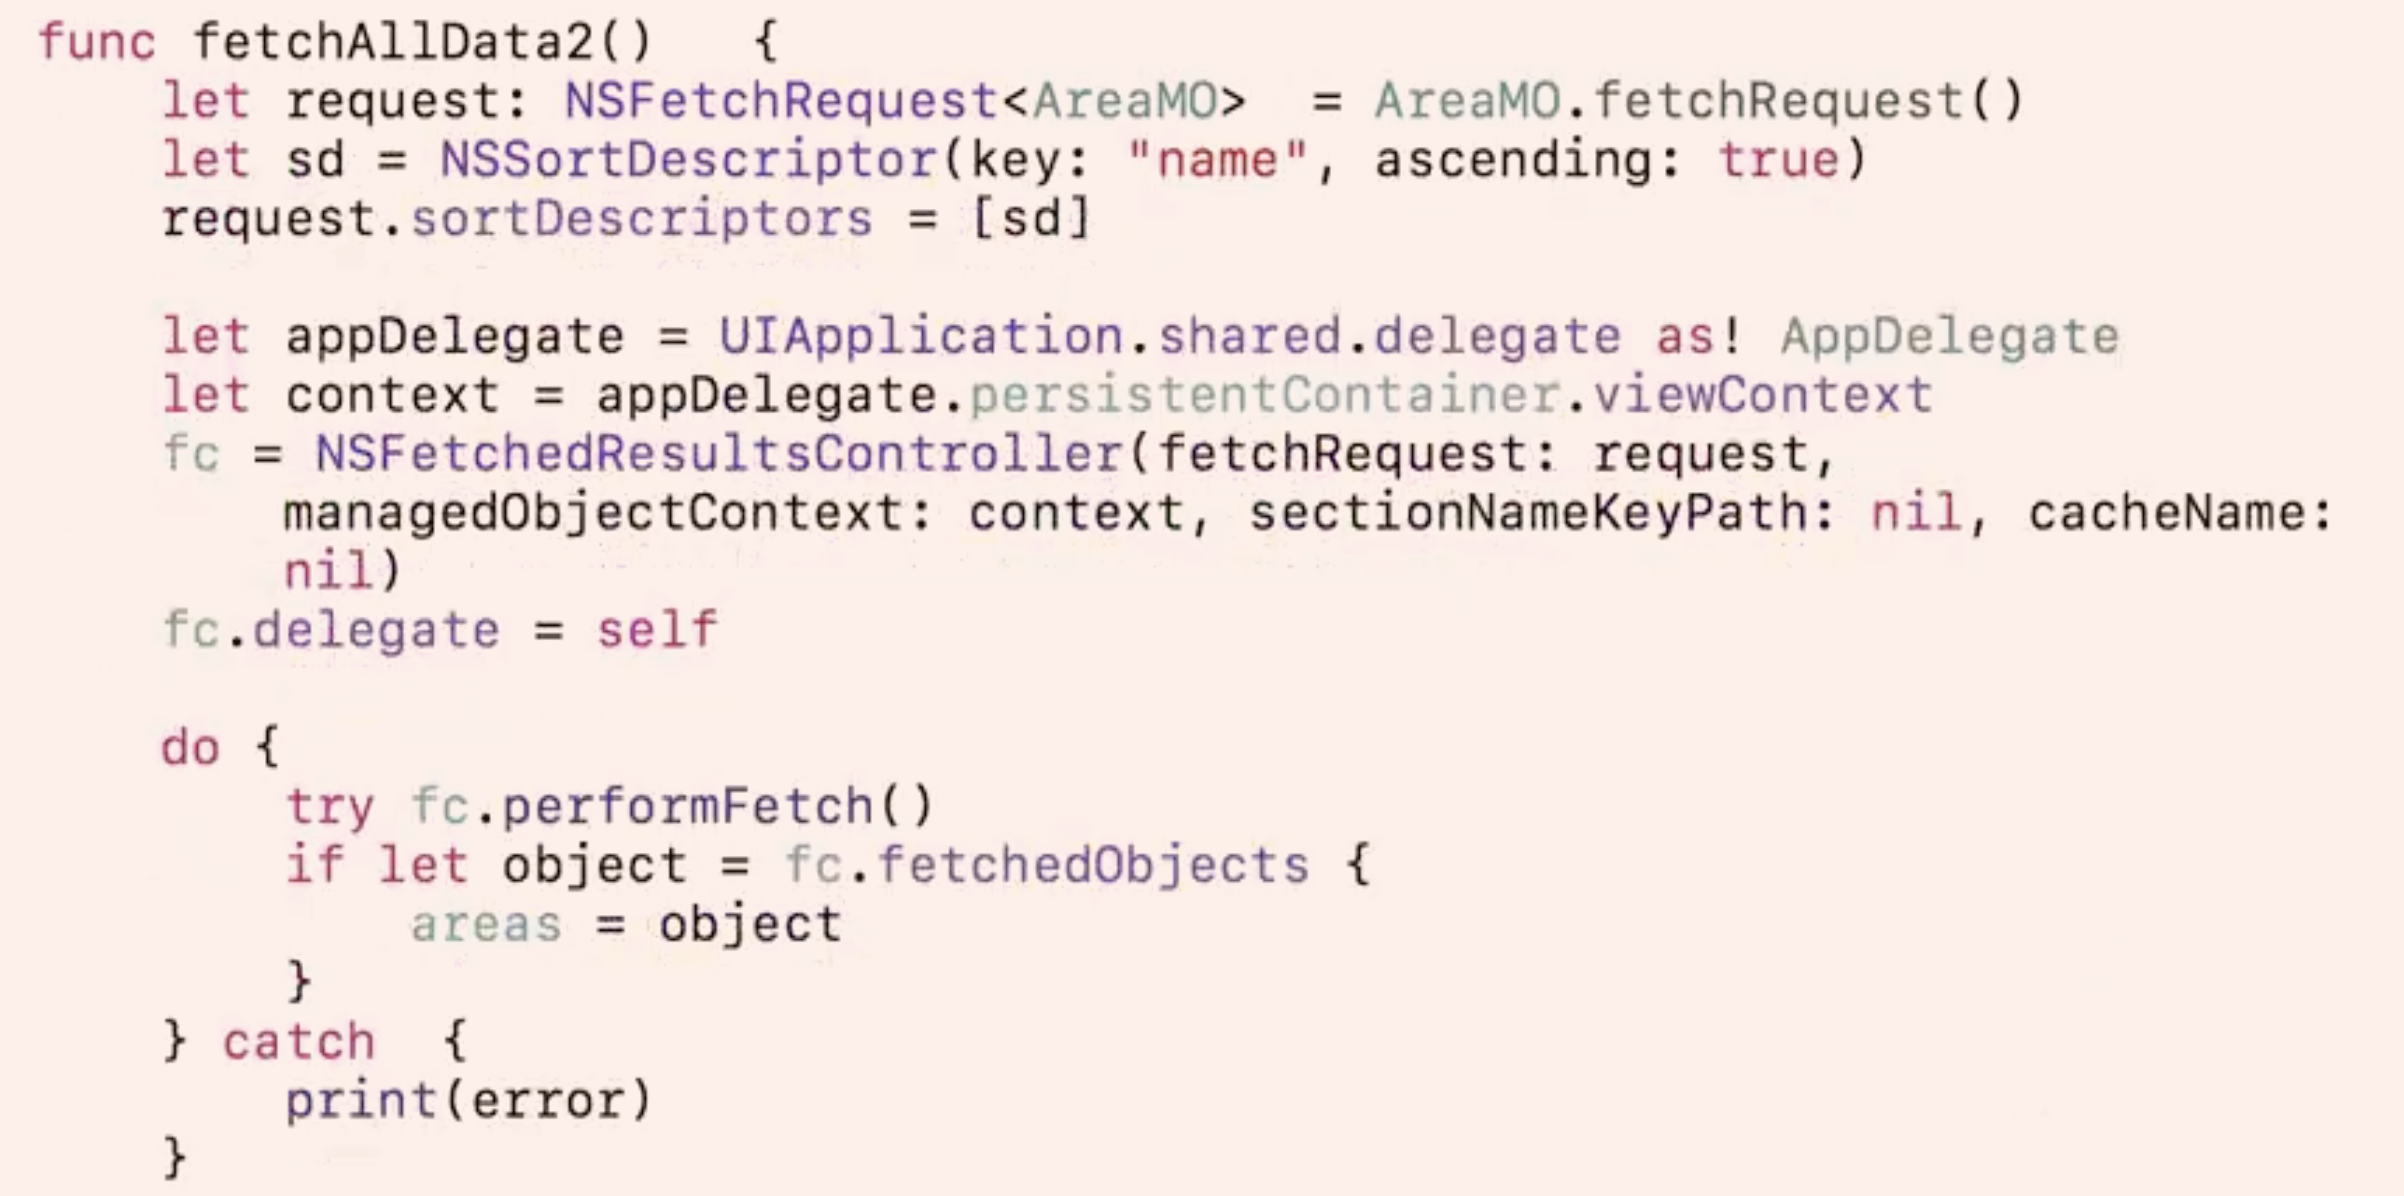 func fetchAllData2()   {
    let request: NSFetchRequest<AreaMO>  = AreaMO.fetchRequest()
    let sd = NSSortDescriptor(key: "name", ascending: true)
    request.sortDescriptors = [sd]

    let appDelegate = UIApplication.shared.delegate as! AppDelegate
    let context = appDelegate.persistentContainer.viewContext
    fc = NSFetchedResultsController(fetchRequest: request,
        managedObjectContext: context, sectionNameKeyPath: nil, cacheName:
        nil)
    fc.delegate = self

    do {
        try fc.performFetch()
        if let object = fc.fetchedObjects {
            areas = object
        }
    } catch  {
        print(error)
    }